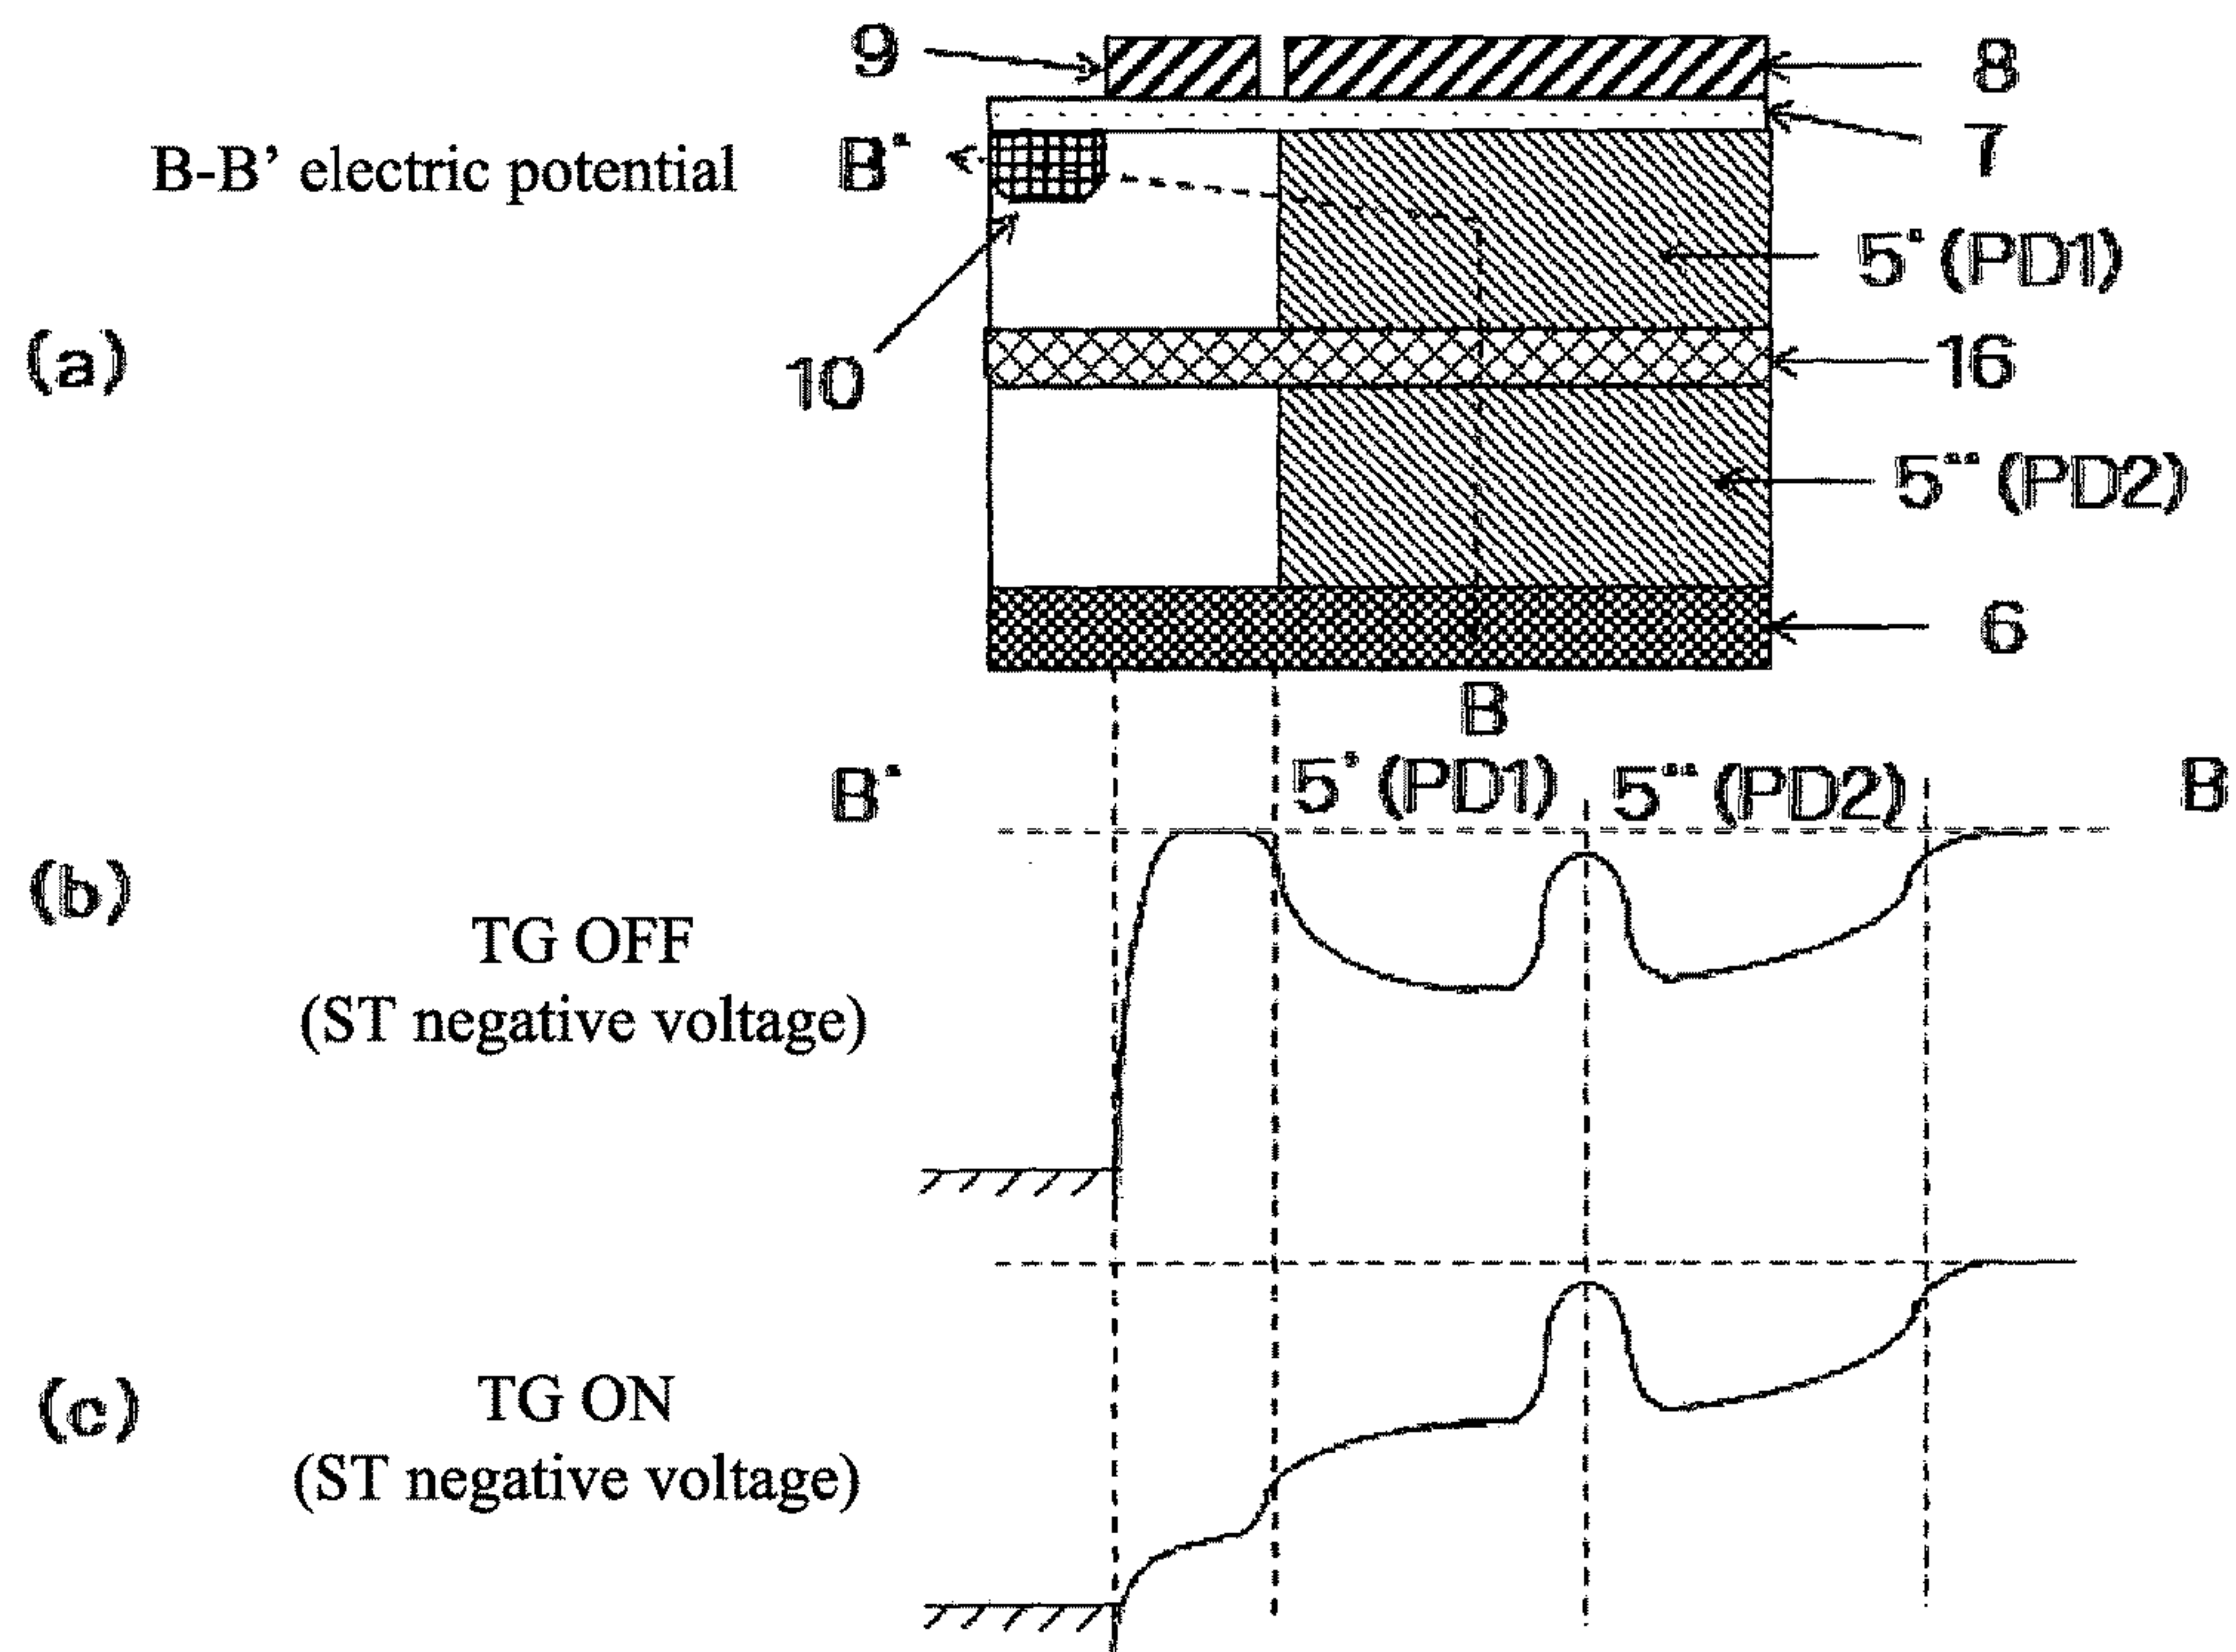 9
8
7
B-B’ electric potential
B'
5' (PD1)
(a)
10
16
5'' (PD2)
6
B
B'
5' (PD1)
5'' (PD2)
B
(b)
TG OFF
(ST negative voltage)
(c)
TG ON
(ST negative voltage)